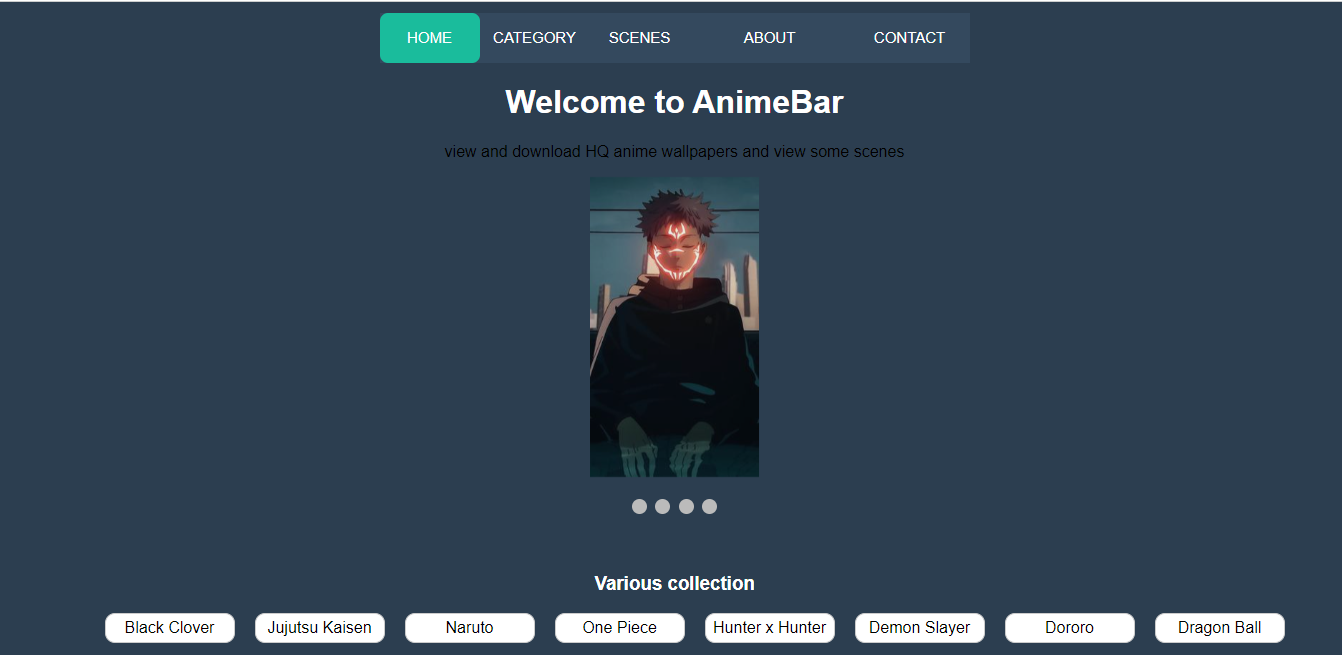 HOME CATEGORY SCENES ABOUT CONTACT
Welcome to AnimeBar
view and download HQ anime wallpapers and view some scenes
Various collection
Black Clover Jujutsu Kaisen Naruto One Piece Hunter x Hunter Demon Slayer Dororo Dragon Ball